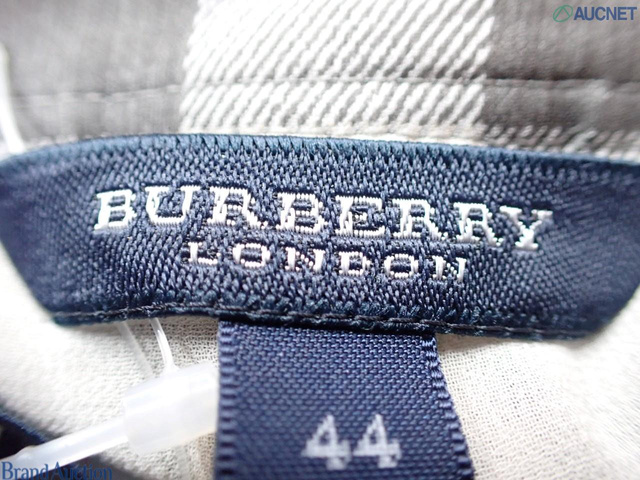 AUCNET
BURBERRY
LONDON
44
Brand Auction